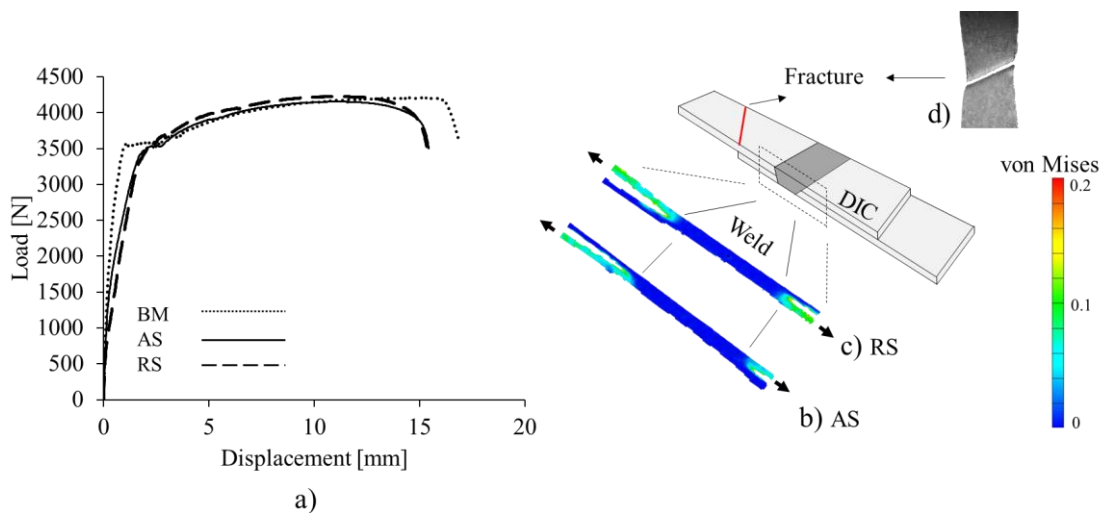 4500
4000
3500
3000
2500
2000
1500
1000
500
0
Load [N]
BM
AS
RS
0 5 10 15 20
Displacement [mm]
a)
Fracture
d)
DIC
Weld
c) RS
b) AS
von Mises
0.2
0.1
0